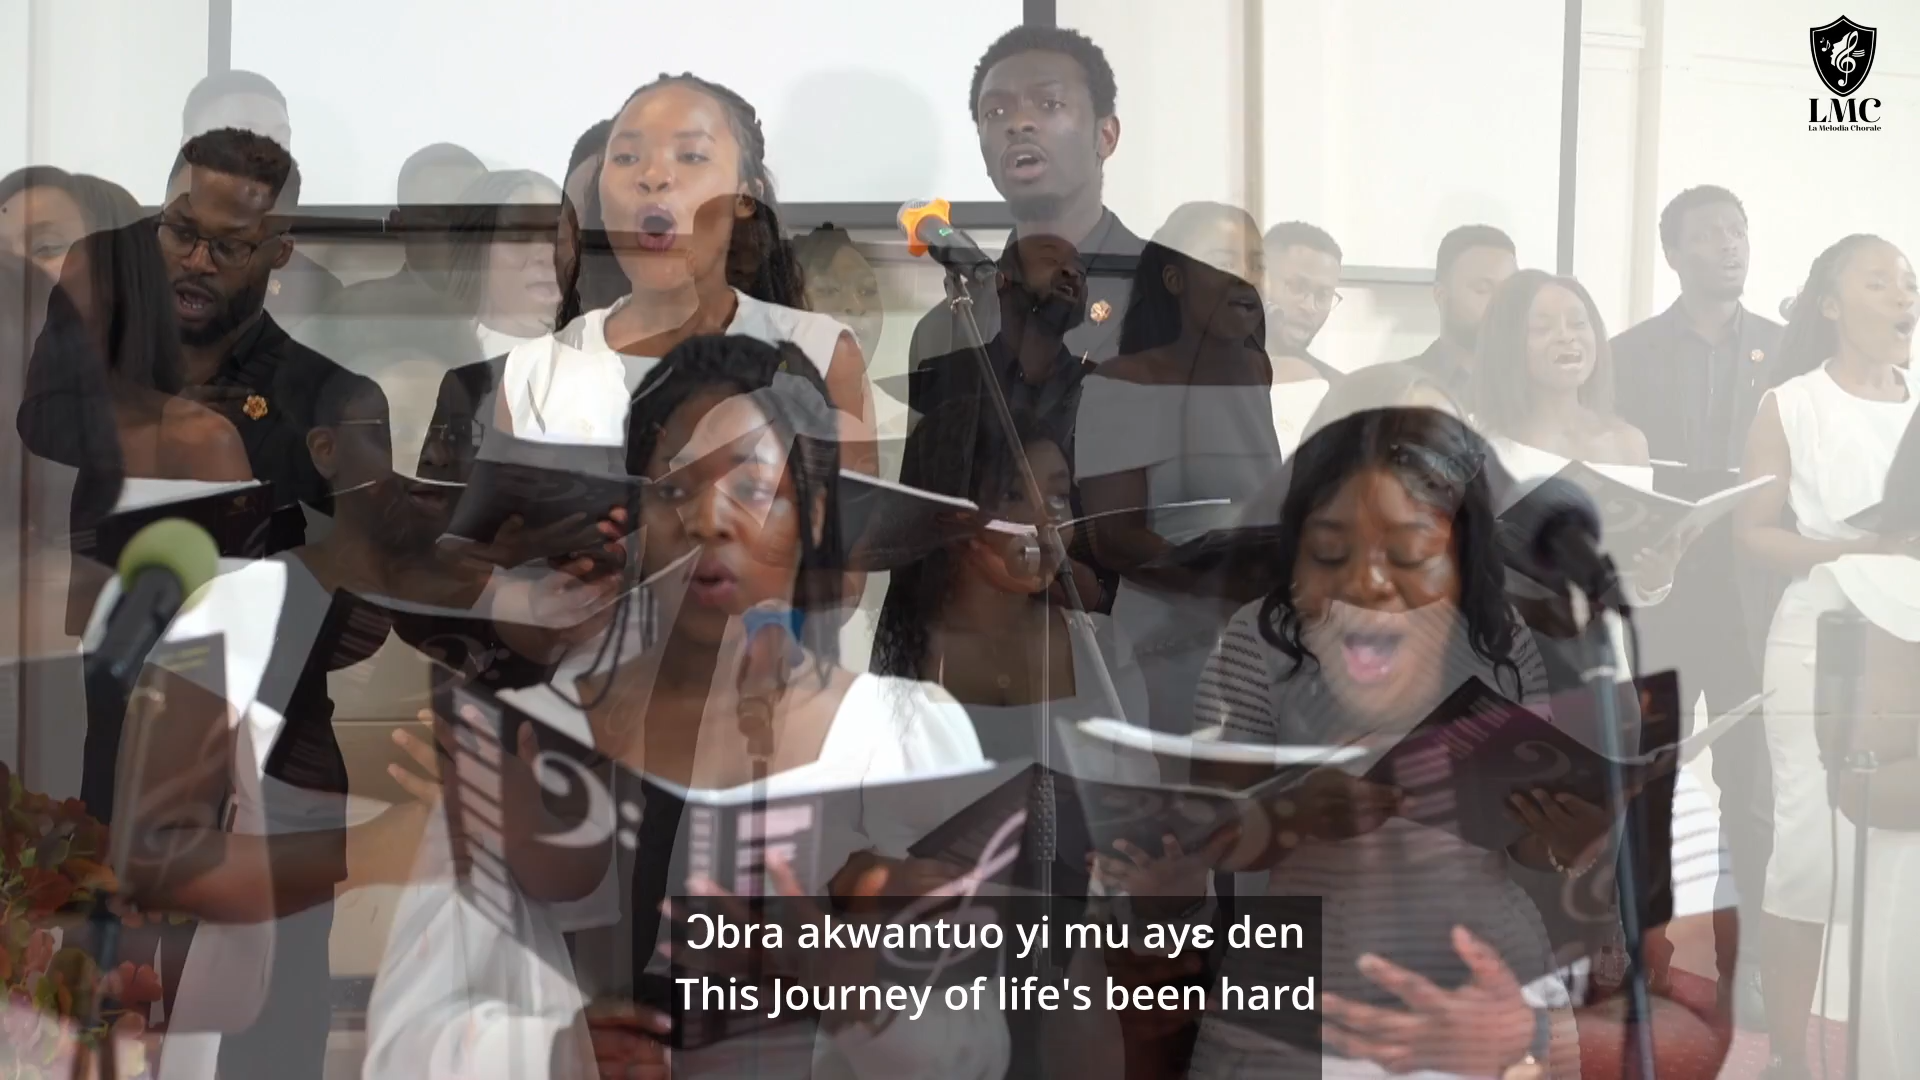 LMC
La Melodia Chorale
Ɔbra akwantuo yi mu ayɛ den
This Journey of life's been hard